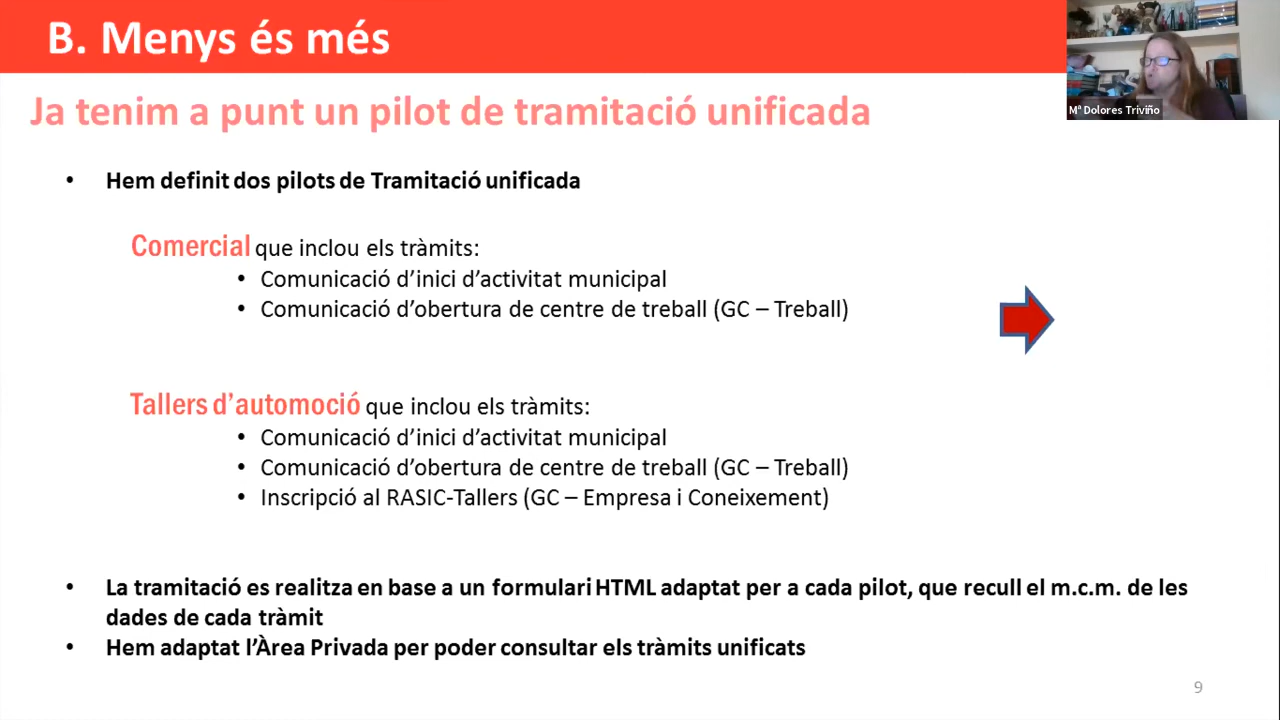 B. Menys és més
Mª Dolores Triviño
Ja tenim a punt un pilot de tramitació unificada
• Hem definit dos pilots de Tramitació unificada
Comercial que inclou els tràmits:
• Comunicació d’inici d’activitat municipal
• Comunicació d’obertura de centre de treball (GC – Treball)
Tallers d’automoció que inclou els tràmits:
• Comunicació d’inici d’activitat municipal
• Comunicació d’obertura de centre de treball (GC – Treball)
• Inscripció al RASIC-Tallers (GC – Empresa i Coneixement)
• La tramitació es realitza en base a un formulari HTML adaptat per a cada pilot, que recull el m.c.m. de les
dades de cada tràmit
• Hem adaptat l’Àrea Privada per poder consultar els tràmits unificats
9